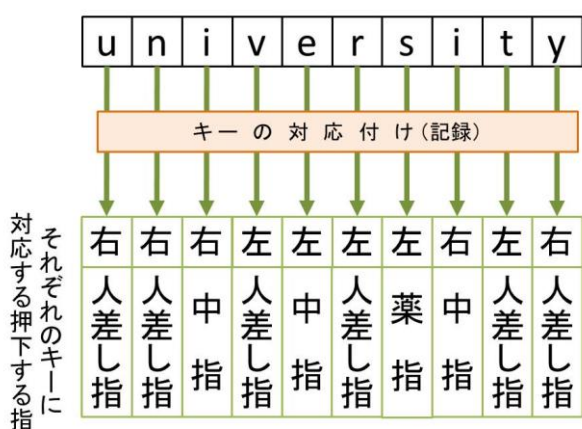 u n i v e r s i t y
キーの対応付け(記録)
それぞれのキーに
対応する押下する指
右 右 右 左 左 左 左 右 左 右
人差し指 人差し指 中指 人差し指 中指 人差し指 薬指 中指 人差し指 人差し指